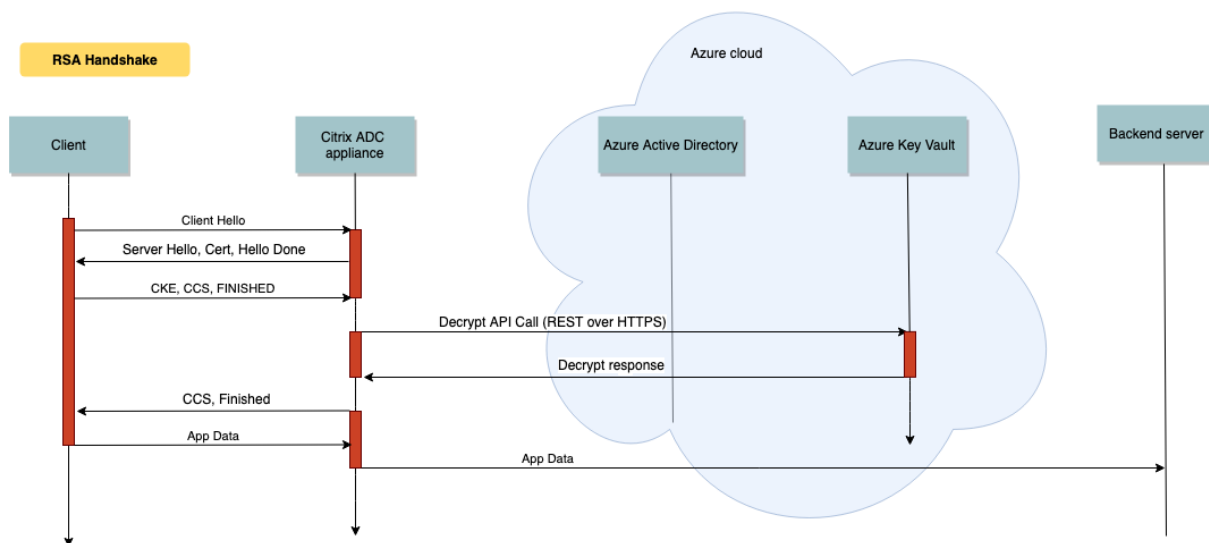 Azure cloud
RSA Handshake
Client
Citrix ADC
appliance
Azure Active Directory
Azure Key Vault
Backend server
Client Hello
Server Hello, Cert, Hello Done
CKE, CCS, FINISHED
Decrypt API Call (REST over HTTPS)
Decrypt response
CCS, Finished
App Data
App Data